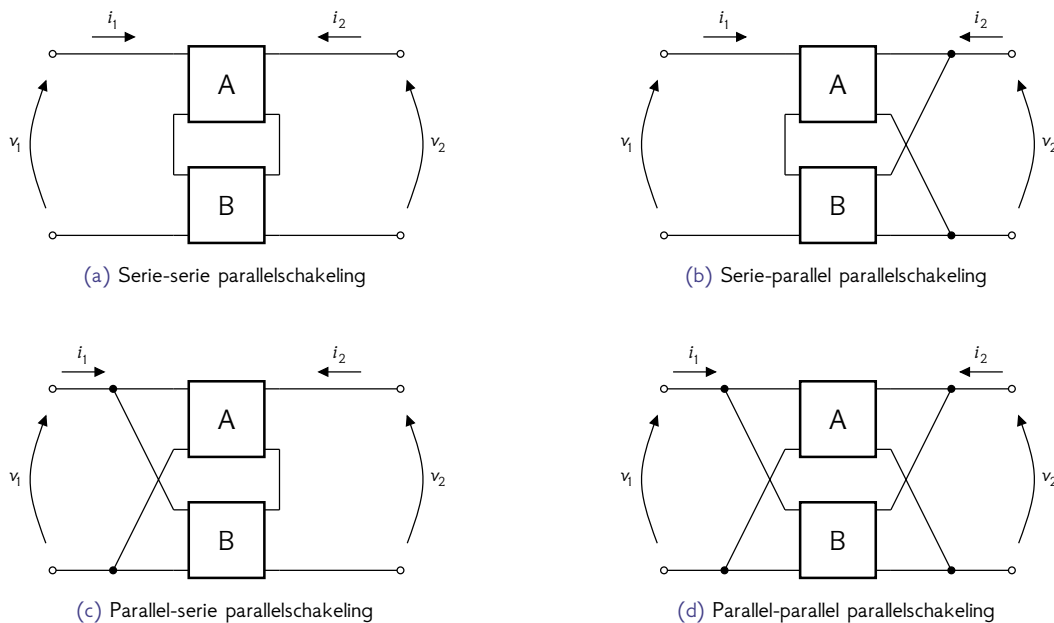 i1 i2
A
v1 v2
B
(a) Serie-serie parallelschakeling
i1 i2
A
v1 v2
B
(b) Serie-parallel parallelschakeling
i1 i2
A
v1 v2
B
(c) Parallel-serie parallelschakeling
i1 i2
A
v1 v2
B
(d) Parallel-parallel parallelschakeling